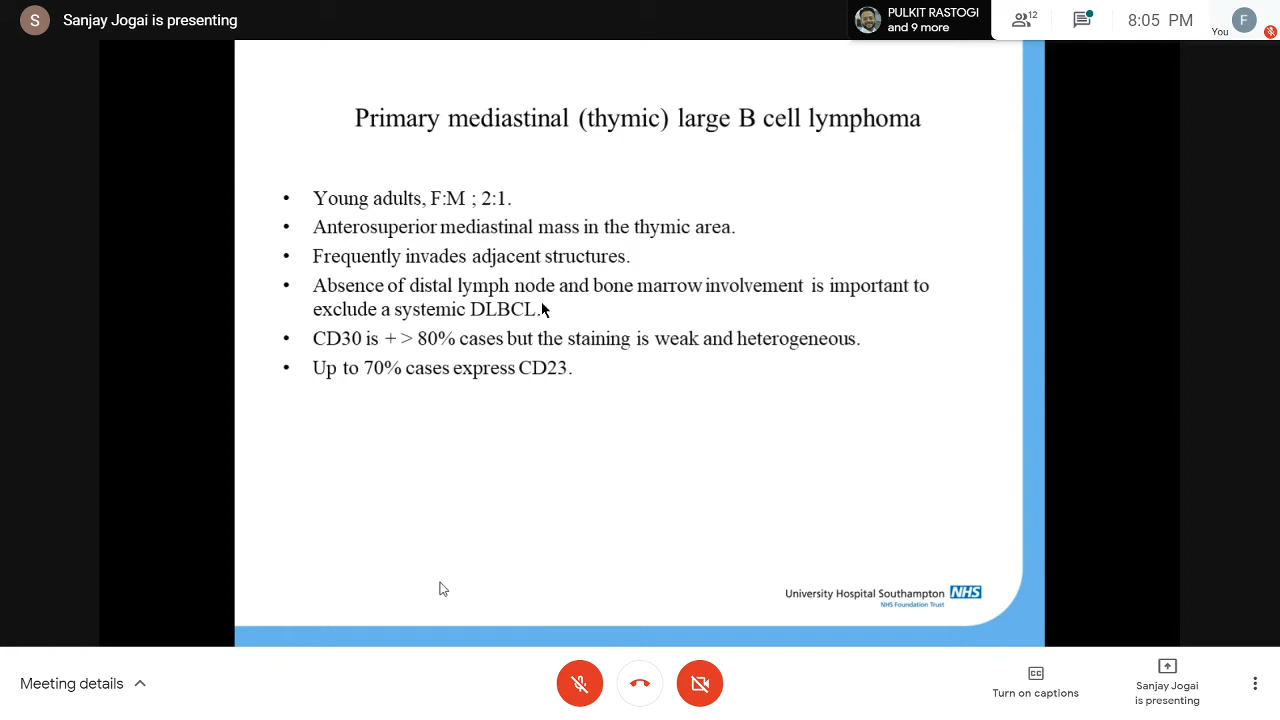 S
Sanjay Jogai is presenting
PULKIT RASTOGI
and 9 more
12
8:05 PM
You
F
Primary mediastinal (thymic) large B cell lymphoma
• Young adults, F:M ; 2:1.
• Anterosuperior mediastinal mass in the thymic area.
• Frequently invades adjacent structures.
• Absence of distal lymph node and bone marrow involvement is important to
exclude a systemic DLBCL.
• CD30 is + > 80% cases but the staining is weak and heterogeneous.
• Up to 70% cases express CD23.
University Hospital Southampton NHS
NHS Foundation Trust
Meeting details
CC
Turn on captions
Sanjay Jogai
is presenting